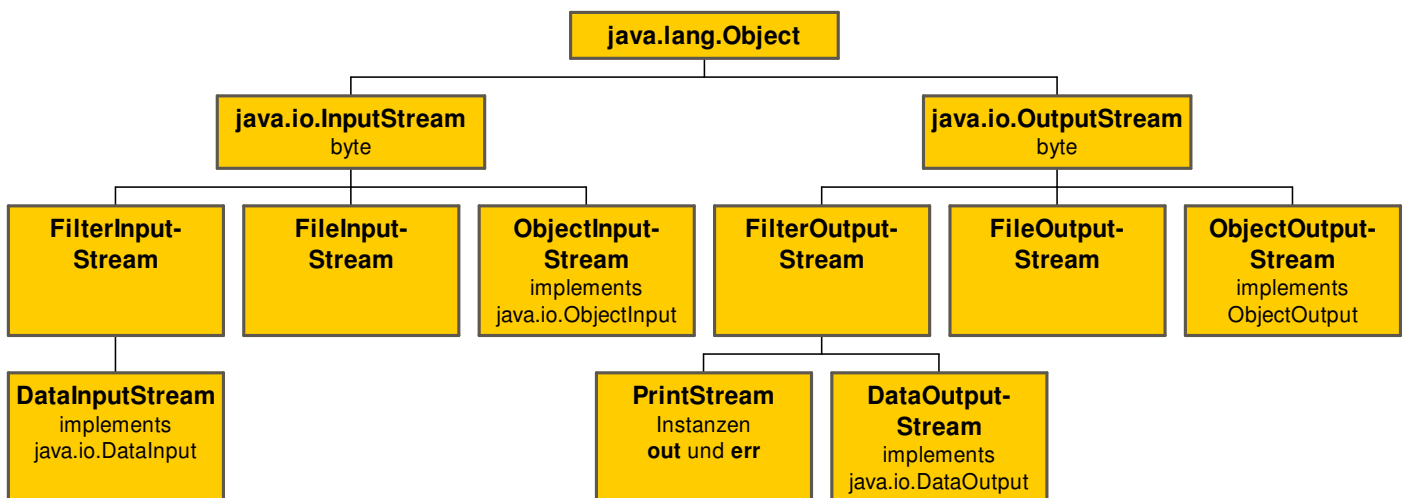 java.lang.Object
java.io.InputStream
byte
java.io.OutputStream
byte
FilterInput-
Stream
FileInput-
Stream
ObjectInput-
Stream
implements
java.io.ObjectInput
FilterOutput-
Stream
FileOutput-
Stream
ObjectOutput-
Stream
implements
ObjectOutput
DataInputStream
implements
java.io.DataInput
PrintStream
Instanzen
out und err
DataOutput-
Stream
implements
java.io.DataOutput